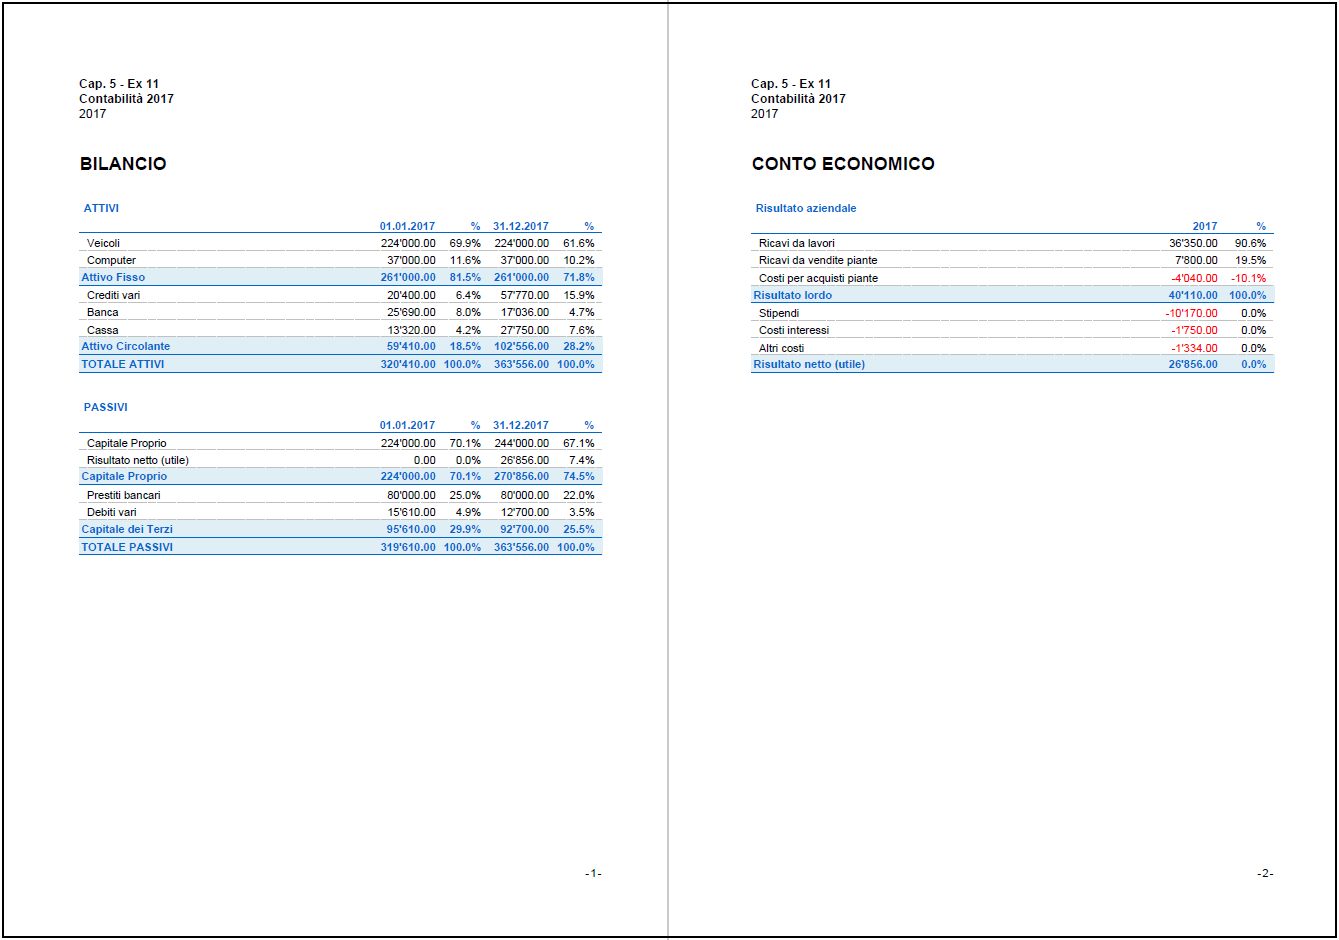 Cap. 5 - Ex 11
Contabilità 2017
2017
BILANCIO
ATTIVI
01.01.2017 % 31.12.2017 %
Veicoli 224'000.00 69.9% 224'000.00 61.6%
Computer 37'000.00 11.6% 37'000.00 10.2%
Attivo Fisso 261'000.00 81.5% 261'000.00 71.8%
Crediti vari 20'400.00 6.4% 57'770.00 15.9%
Banca 25'690.00 8.0% 17'036.00 4.7%
Cassa 13'320.00 4.2% 27'750.00 7.6%
Attivo Circolante 59'410.00 18.5% 102'556.00 28.2%
TOTALE ATTIVI 320'410.00 100.0% 363'556.00 100.0%
PASSIVI
01.01.2017 % 31.12.2017 %
Capitale Proprio 224'000.00 70.1% 244'000.00 67.1%
Risultato netto (utile) 0.00 0.0% 26'856.00 7.4%
Capitale Proprio 224'000.00 70.1% 270'856.00 74.5%
Prestiti bancari 80'000.00 25.0% 80'000.00 22.0%
Debiti vari 15'610.00 4.9% 12'700.00 3.5%
Capitale dei Terzi 95'610.00 29.9% 92'700.00 25.5%
TOTALE PASSIVI 319'610.00 100.0% 363'556.00 100.0%
-1-
Cap. 5 - Ex 11
Contabilità 2017
2017
CONTO ECONOMICO
Risultato aziendale
2017 %
Ricavi da lavori 36'350.00 90.6%
Ricavi da vendite piante 7'800.00 19.5%
Costi per acquisti piante -4'040.00 -10.1%
Risultato lordo 40'110.00 100.0%
Stipendi -10'170.00 0.0%
Costi interessi -1'750.00 0.0%
Altri costi -1'334.00 0.0%
Risultato netto (utile) 26'856.00 0.0%
-2-